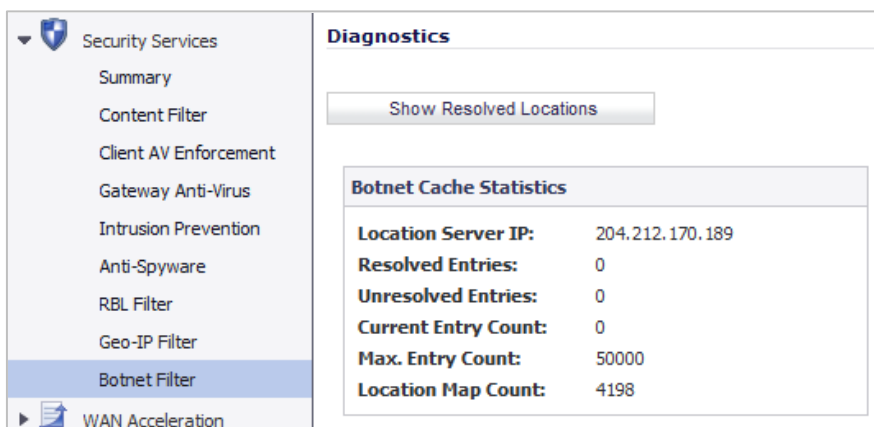 Security Services
Summary
Content Filter
Client AV Enforcement
Gateway Anti-Virus
Intrusion Prevention
Anti-Spyware
RBL Filter
Geo-IP Filter
Botnet Filter
WAN Acceleration
Diagnostics
Show Resolved Locations
Botnet Cache Statistics
Location Server IP: 204.212.170.189
Resolved Entries: 0
Unresolved Entries: 0
Current Entry Count: 0
Max. Entry Count: 50000
Location Map Count: 4198